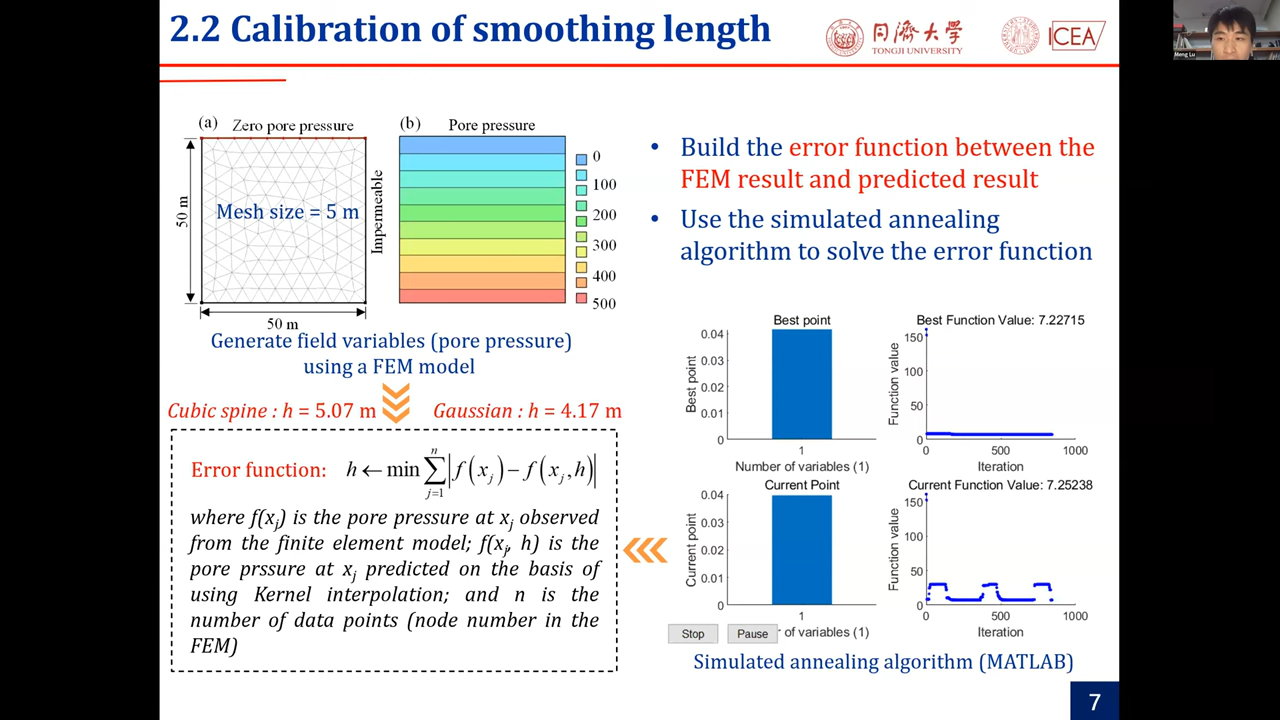 2.2 Calibration of smoothing length
同濟大學
TONGJI UNIVERSITY
ICEA
Meng Lu
(a)
Zero pore pressure
50 m
Mesh size = 5 m
Impermeable
50 m
(b)
Pore pressure
0
100
200
300
400
500
Generate field variables (pore pressure)
using a FEM model
Cubic spine : h = 5.07 m
Gaussian : h = 4.17 m
Error function: h ← min ∑_{j=1}^{n} |f(x_j) − f(x_j, h)|
where f(xj) is the pore pressure at xj observed
from the finite element model; f(xj, h) is the
pore prssure at xj predicted on the basis of
using Kernel interpolation; and n is the
number of data points (node number in the
FEM)
• Build the error function between the
FEM result and predicted result
• Use the simulated annealing
algorithm to solve the error function
Best point
Best point
0.04
0.03
0.02
0.01
0
1
Number of variables (1)
Best Function Value: 7.22715
Function value
150
100
50
0
0
500
1000
Iteration
Current Point
Current point
0.04
0.03
0.02
0.01
0
1
Stop
Pause
r of variables (1)
Current Function Value: 7.25238
Function value
150
100
50
0
0
500
1000
Iteration
Simulated annealing algorithm (MATLAB)
7